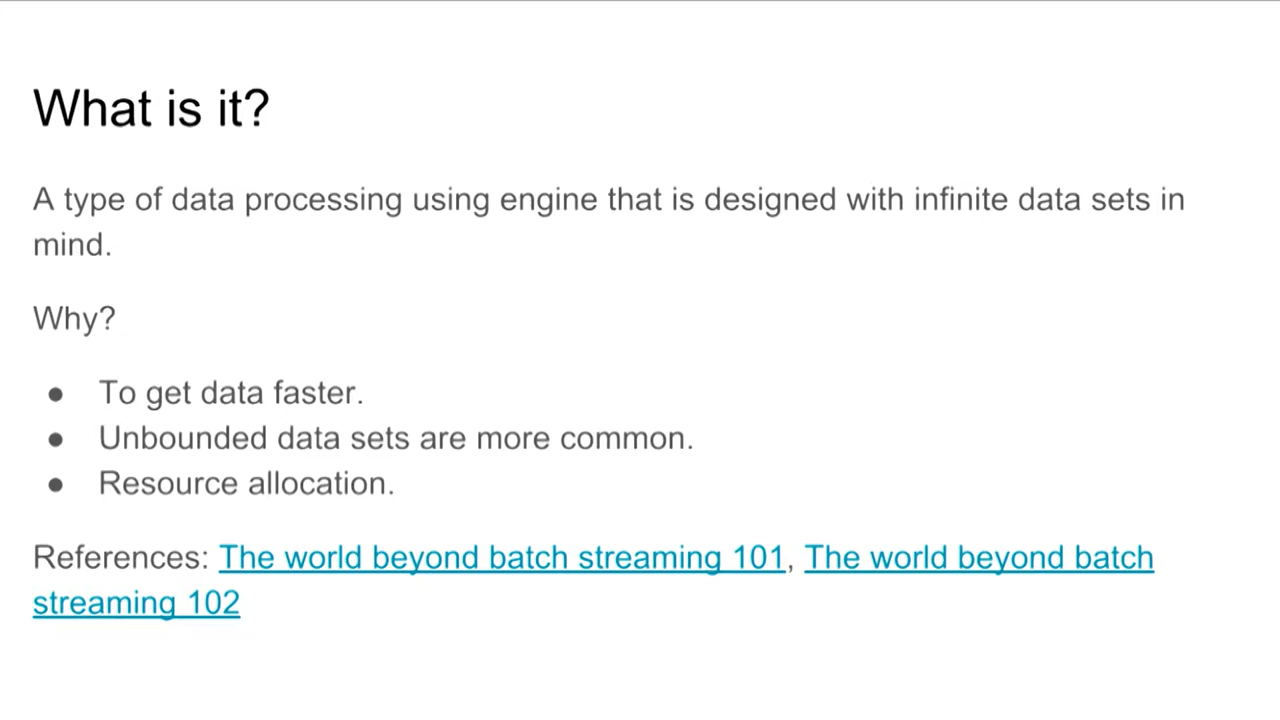 What is it?
A type of data processing using engine that is designed with infinite data sets in
mind.
Why?
● To get data faster.
● Unbounded data sets are more common.
● Resource allocation.
References: The world beyond batch streaming 101, The world beyond batch
streaming 102